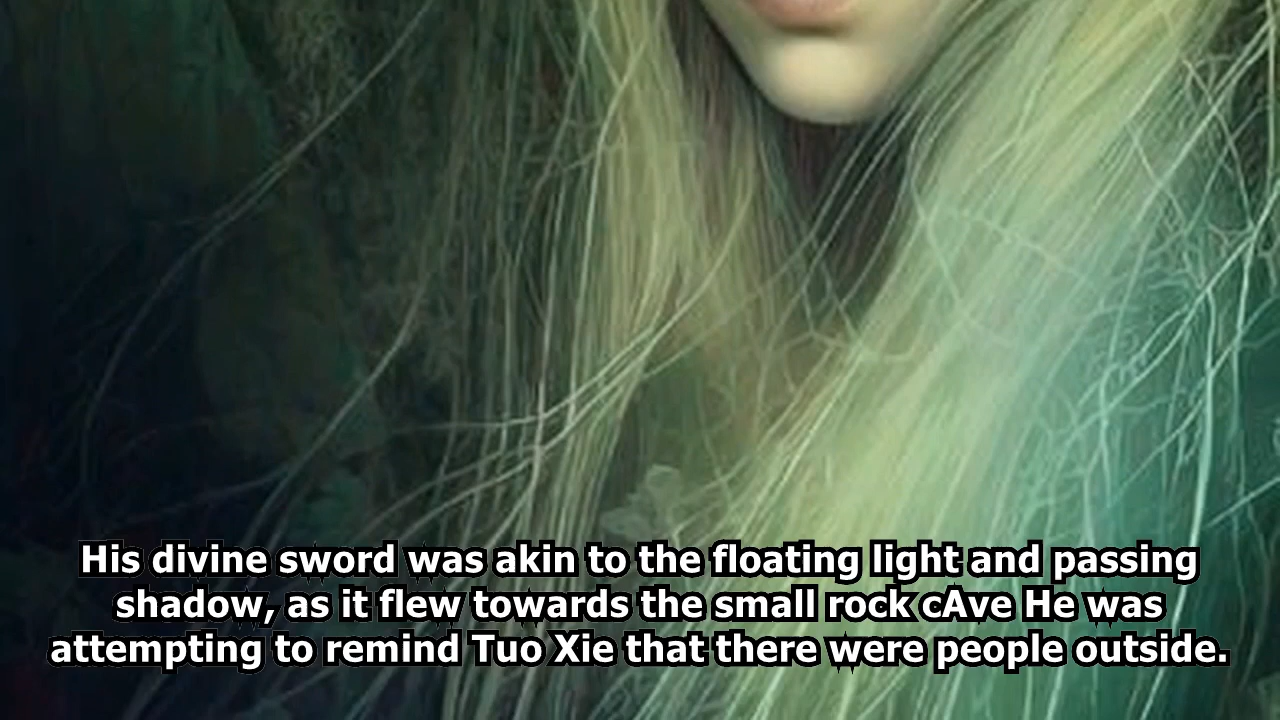 His divine sword was akin to the floating light and passing
shadow, as it flew towards the small rock cAve He was
attempting to remind Tuo Xie that there were people outside.